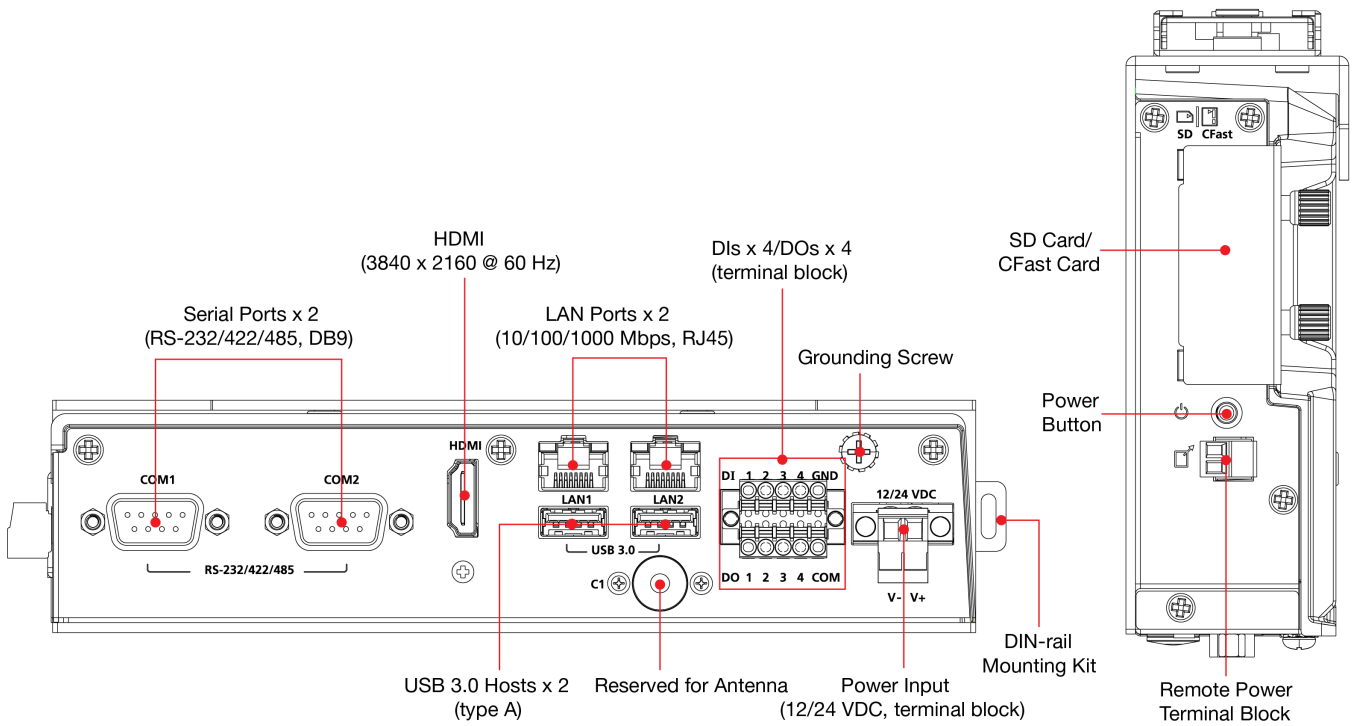 HDMI
(3840 x 2160 @ 60 Hz)
Serial Ports x 2
(RS-232/422/485, DB9)
LAN Ports x 2
(10/100/1000 Mbps, RJ45)
DIs x 4/DOs x 4
(terminal block)
Grounding Screw
COM1
COM2
RS-232/422/485
HDMI
LAN1
LAN2
USB 3.0
C1
DI 1 2 3 4 GND
DO 1 2 3 4 COM
12/24 VDC
V- V+
USB 3.0 Hosts x 2
(type A)
Reserved for Antenna
Power Input
(12/24 VDC, terminal block)
DIN-rail
Mounting Kit
SD CFast
SD Card/
CFast Card
Power
Button
Remote Power
Terminal Block